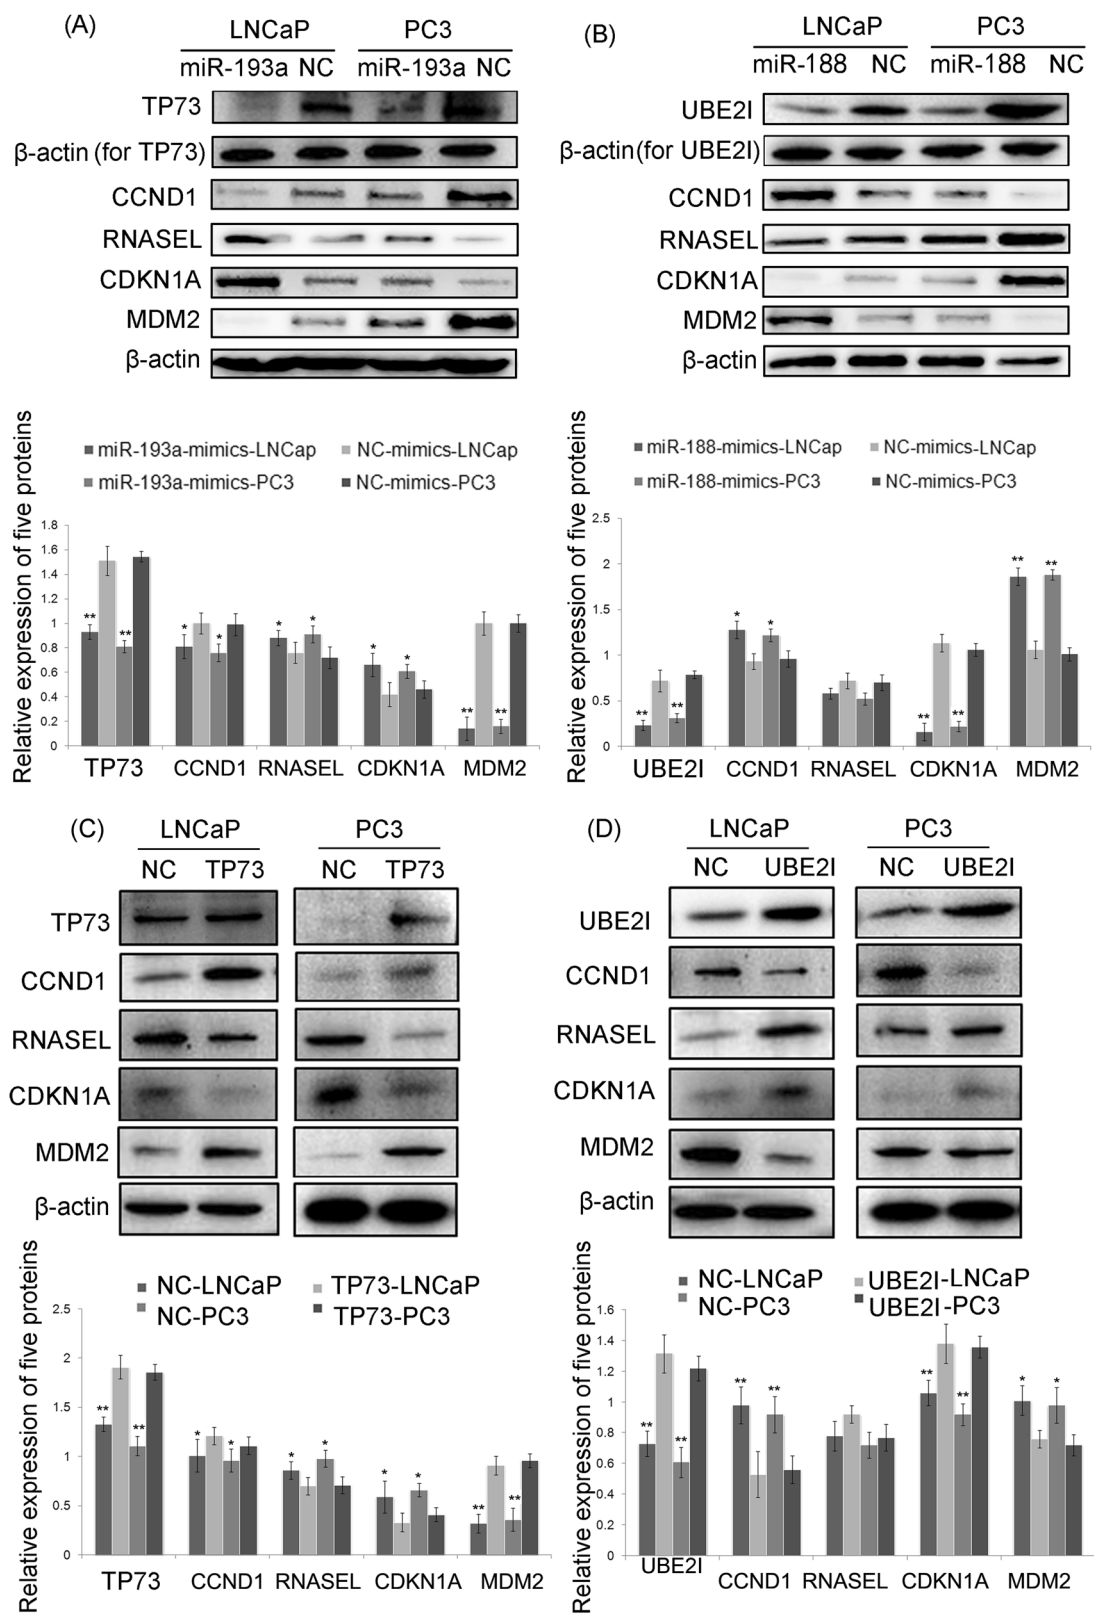 (A)
LNCaP PC3
miR-193a NC miR-193a NC
TP73
β-actin (for TP73)
CCND1
RNASEL
CDKN1A
MDM2
β-actin
Relative expression of five proteins
miR-193a-mimics-LNCap NC-mimics-LNCap
miR-193a-mimics-PC3 NC-mimics-PC3
1.8
1.6
1.4
1.2
1
0.8
0.6
0.4
0.2
0
** ** * * * * * * ** **
TP73 CCND1 RNASEL CDKN1A MDM2
(B)
LNCaP PC3
miR-188 NC miR-188 NC
UBE2I
β-actin(for UBE2I)
CCND1
RNASEL
CDKN1A
MDM2
β-actin
Relative expression of five proteins
miR-188-mimics-LNCap NC-mimics-LNCap
miR-188-mimics-PC3 NC-mimics-PC3
2.5
2
1.5
1
0.5
0
** ** * * ** ** ** **
UBE2I CCND1 RNASEL CDKN1A MDM2
(C)
LNCaP PC3
NC TP73 NC TP73
TP73
CCND1
RNASEL
CDKN1A
MDM2
β-actin
Relative expression of five proteins
NC-LNCaP TP73-LNCaP
NC-PC3 TP73-PC3
2.5
2
1.5
1
0.5
0
** ** * * * * * * ** **
TP73 CCND1 RNASEL CDKN1A MDM2
(D)
LNCaP PC3
NC UBE2I NC UBE2I
UBE2I
CCND1
RNASEL
CDKN1A
MDM2
β-actin
Relative expression of five proteins
NC-LNCaP UBE2I-LNCaP
NC-PC3 UBE2I-PC3
1.6
1.4
1.2
1
0.8
0.6
0.4
0.2
0
** ** ** ** ** ** * *
UBE2I CCND1 RNASEL CDKN1A MDM2